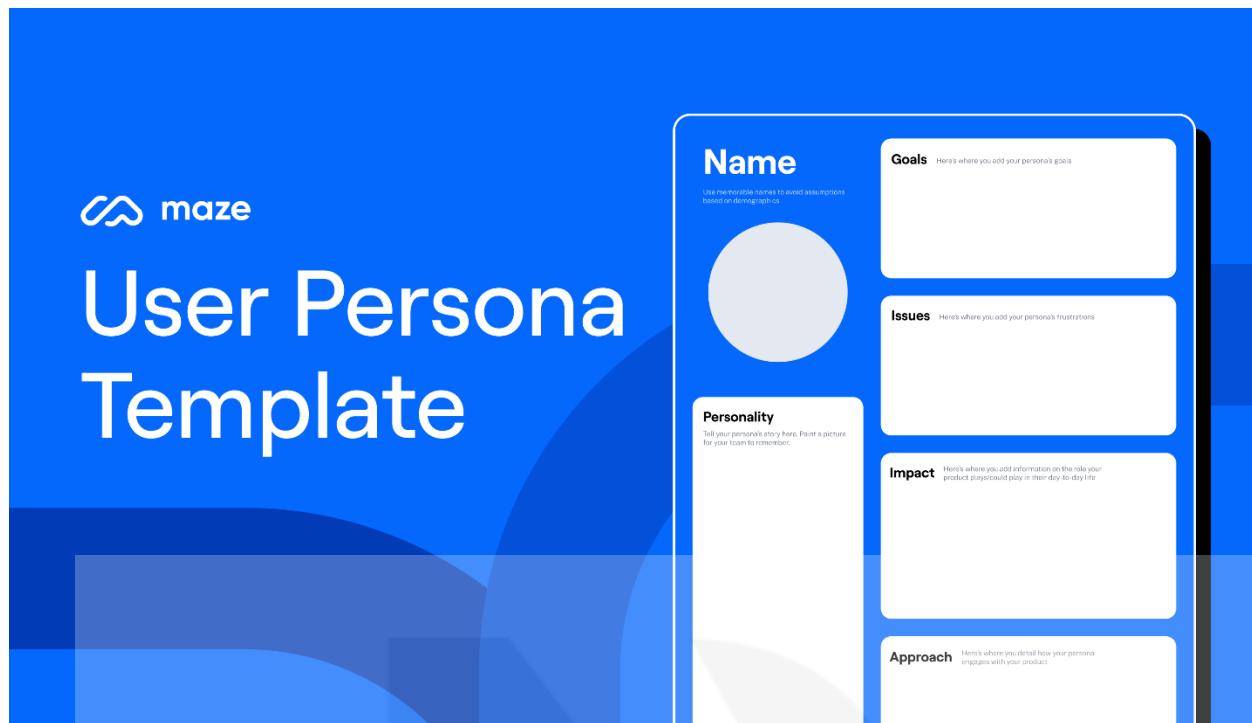 maze
User Persona
Template
Name
Use memorable names to avoid assumptions
based on demographics
Personality
Tell your persona's story here. Paint a picture
for your team to remember.
Goals Here's where you add your persona's goals
Issues Here's where you add your persona's frustrations
Impact Here's where you add information on the role your
product plays/could play in their day-to-day life
Approach Here's where you detail how your persona
engages with your product